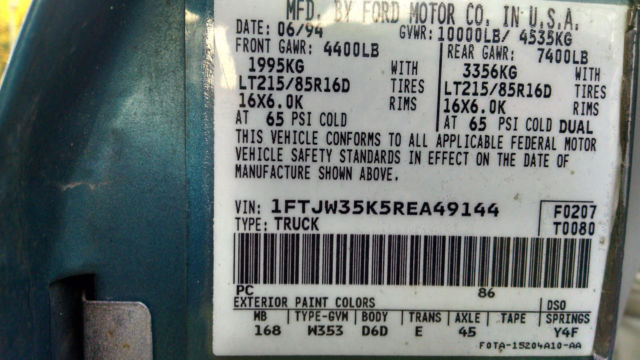 MFD. BY FORD MOTOR CO. IN U.S.A.
DATE: 06/94 GVWR: 10000LB/ 4535KG
FRONT GAWR: 4400LB REAR GAWR: 7400LB
1995KG WITH 3356KG WITH
LT215/85R16D TIRES LT215/85R16D TIRES
16X6.0K RIMS 16X6.0K RIMS
AT 65 PSI COLD AT 65 PSI COLD DUAL
THIS VEHICLE CONFORMS TO ALL APPLICABLE FEDERAL MOTOR
VEHICLE SAFETY STANDARDS IN EFFECT ON THE DATE OF
MANUFACTURE SHOWN ABOVE.
VIN: 1FTJW35K5REA49144 F0207
TYPE: TRUCK T0080
PC 86
EXTERIOR PAINT COLORS DSO
WB TYPE-GVM BODY TRANS AXLE TAPE SPRINGS
168 W353 D6D E 45 Y4F
F0TA-15204A10-AA